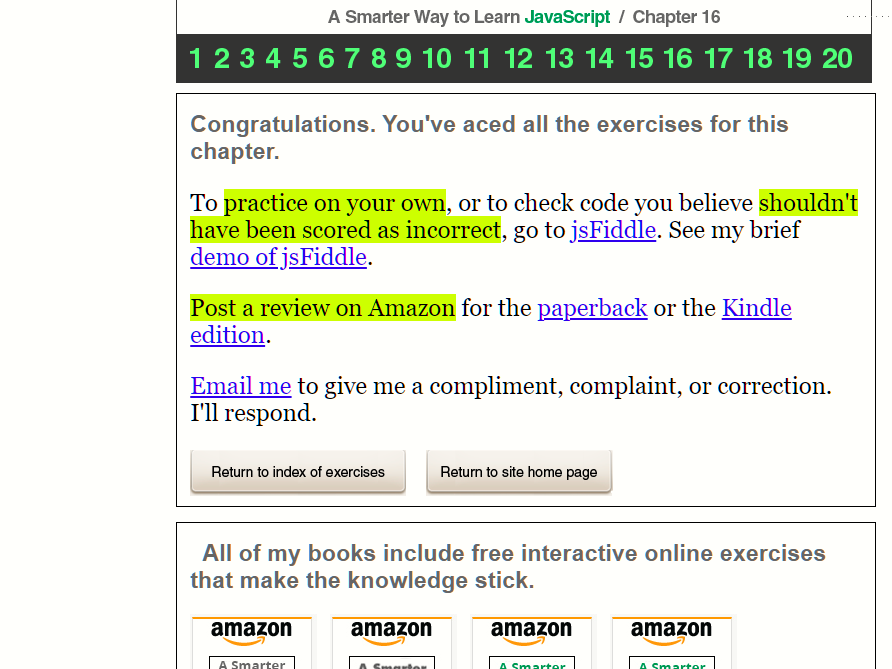 A Smarter Way to Learn JavaScript / Chapter 16
1 2 3 4 5 6 7 8 9 10 11 12 13 14 15 16 17 18 19 20
Congratulations. You've aced all the exercises for this
chapter.
To practice on your own, or to check code you believe shouldn't
have been scored as incorrect, go to jsFiddle. See my brief
demo of jsFiddle.
Post a review on Amazon for the paperback or the Kindle
edition.
Email me to give me a compliment, complaint, or correction.
I'll respond.
Return to index of exercises Return to site home page
All of my books include free interactive online exercises
that make the knowledge stick.
amazon amazon amazon amazon
A Smarter A Smarter A Smarter A Smarter